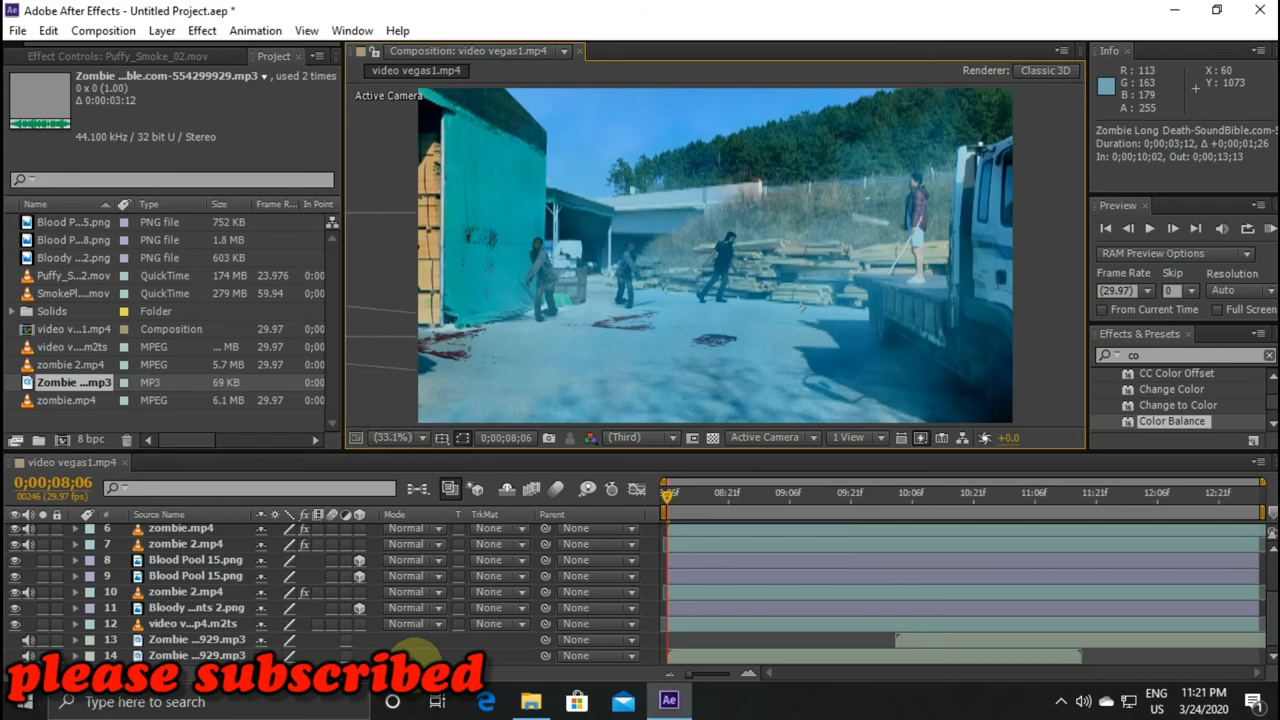 Adobe After Effects - Untitled Project.aep *
File Edit Composition Layer Effect Animation View Window Help
Effect Controls: Puffy_Smoke_02.mov Project
Composition: video vegas1.mp4
Info
Zombie ...ble.com-554299929.mp3 , used 2 times
0 x 0 (1.00)
Δ 0:00:03:12
44.100 kHz / 32 bit U / Stereo
video vegas1.mp4
Renderer: Classic 3D
Active Camera
R : 113
G : 163
B : 179
A : 255
X : 60
Y : 1073
Zombie Long Death-SoundBible.com-5
Duration: 0;00;03;12, Δ +0;00;01;26
In: 0;00;10;02, Out: 0;00;13;13
Name Type Size Frame R... In Point
Blood P...5.png PNG file 752 KB
Blood P...8.png PNG file 1.8 MB
Bloody ...2.png PNG file 603 KB
Puffy_S...2.mov QuickTime 174 MB 23.976 0:00
SmokePl...mov QuickTime 279 MB 59.94 0:00
Solids Folder
video v...1.mp4 Composition 29.97 0;00
video v....m2ts MPEG ... MB 29.97 0;00
zombie 2.mp4 MPEG 5.7 MB 29.97 0;00
Zombie ...mp3 MP3 69 KB 0:00
zombie.mp4 MPEG 6.1 MB 29.97 0;00
8 bpc
Preview
RAM Preview Options
Frame Rate Skip Resolution
(29.97) 0 Auto
From Current Time Full Screen
Effects & Presets
co
CC Color Offset
Change Color
Change to Color
Color Balance
(33.1%) 0;00;08;06 (Third) Active Camera 1 View +0.0
video vegas1.mp4
0;00;08;06
00246 (29.97 fps)
08:21f 09:06f 09:21f 10:06f 10:21f 11:06f 11:21f 12:06f 12:21f
# Source Name fx Mode T TrkMat Parent
6 zombie.mp4 fx Normal None None
7 zombie 2.mp4 fx Normal None None
8 Blood Pool 15.png Normal None None
9 Blood Pool 15.png Normal None None
10 zombie 2.mp4 fx Normal None None
11 Bloody ...nts 2.png Normal None None
12 video v...p4.m2ts Normal None None
13 Zombie ...929.mp3 None
14 Zombie ...929.mp3 None
please subscribed
Type here to search
Ae
ENG
US
11:21 PM
3/24/2020
1